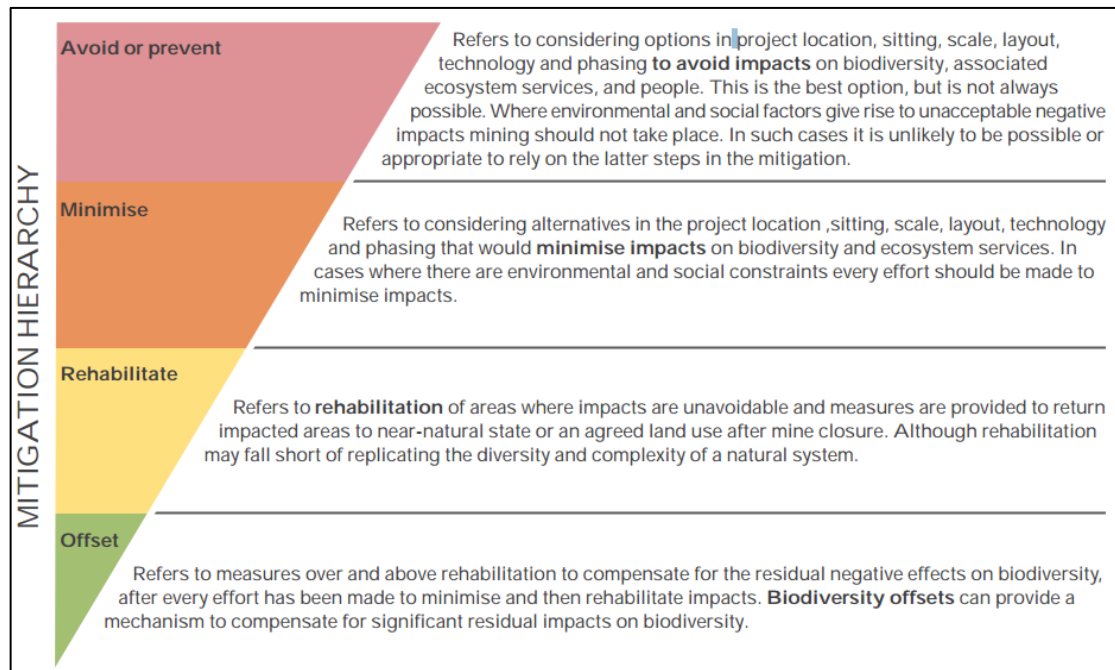 MITIGATION HIERARCHY
Avoid or prevent
Refers to considering options in project location, sitting, scale, layout,
technology and phasing to avoid impacts on biodiversity, associated
ecosystem services, and people. This is the best option, but is not always
possible. Where environmental and social factors give rise to unacceptable negative
impacts mining should not take place. In such cases it is unlikely to be possible or
appropriate to rely on the latter steps in the mitigation.
Minimise
Refers to considering alternatives in the project location ,sitting, scale, layout, technology
and phasing that would minimise impacts on biodiversity and ecosystem services. In
cases where there are environmental and social constraints every effort should be made to
minimise impacts.
Rehabilitate
Refers to rehabilitation of areas where impacts are unavoidable and measures are provided to return
impacted areas to near-natural state or an agreed land use after mine closure. Although rehabilitation
may fall short of replicating the diversity and complexity of a natural system.
Offset
Refers to measures over and above rehabilitation to compensate for the residual negative effects on biodiversity,
after every effort has been made to minimise and then rehabilitate impacts. Biodiversity offsets can provide a
mechanism to compensate for significant residual impacts on biodiversity.